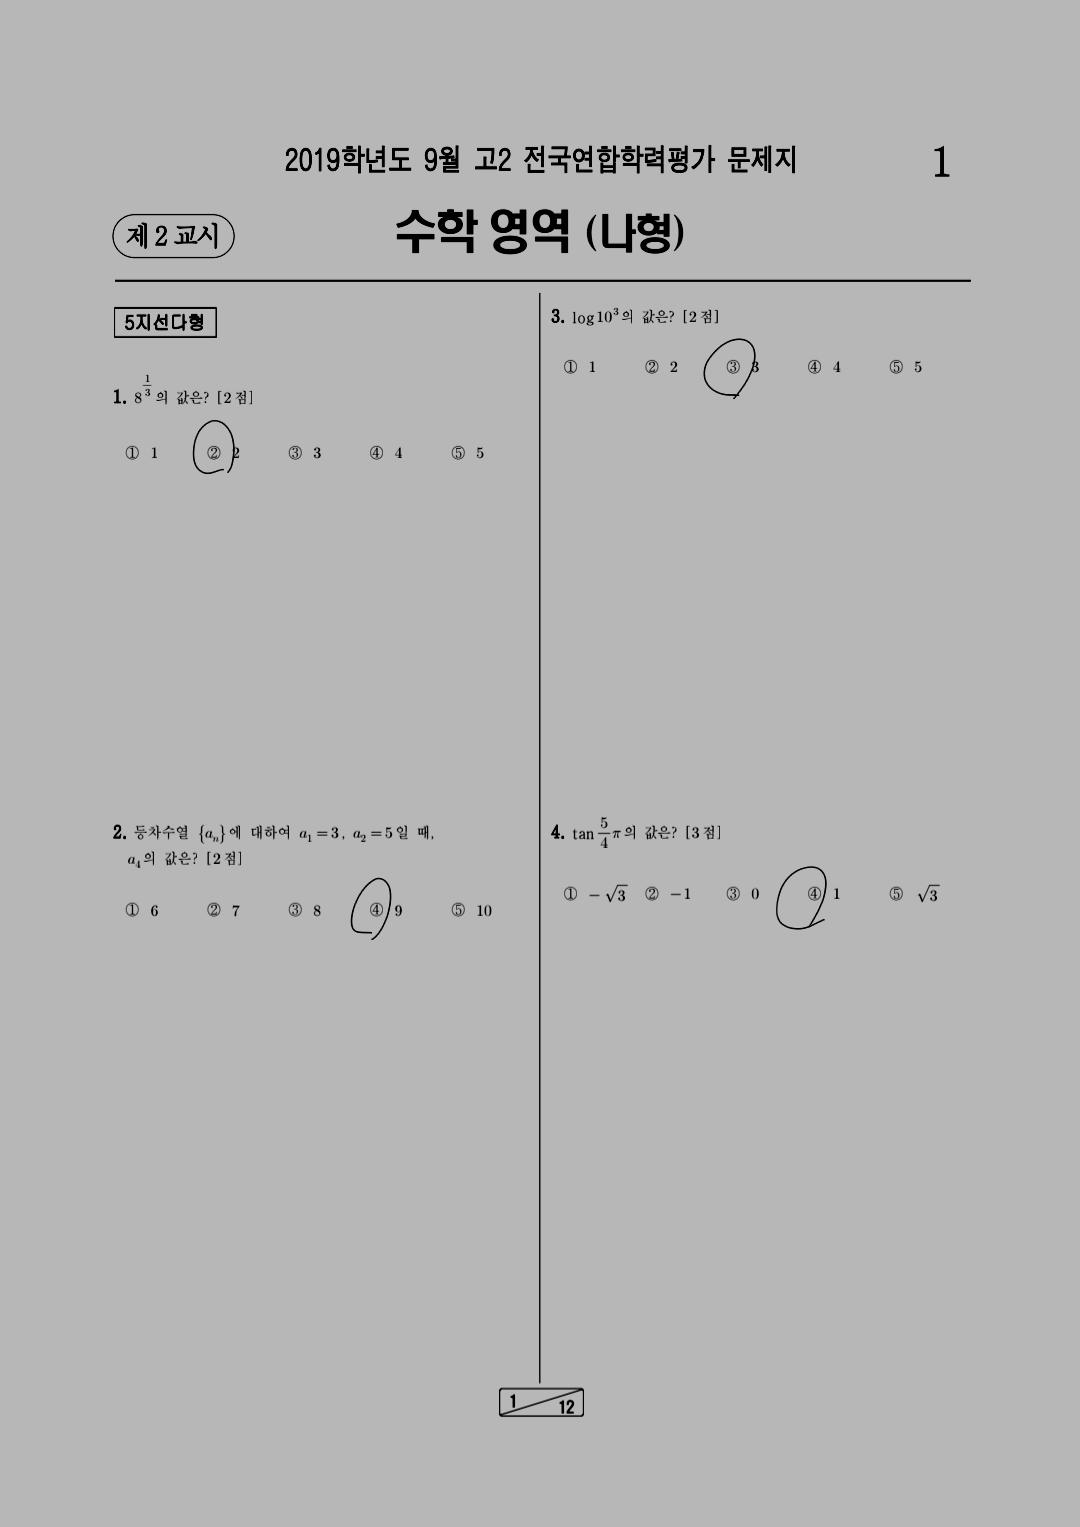 2019학년도 9월 고2 전국연합학력평가 문제지
1
제 2 교시
수학 영역 (나형)
5지선다형
1. 8^{\frac{1}{3}}의 값은? [2점]
① 1 ② 2 ③ 3 ④ 4 ⑤ 5
2. 등차수열 {a_n}에 대하여 a_1=3, a_2=5일 때,
a_4의 값은? [2점]
① 6 ② 7 ③ 8 ④ 9 ⑤ 10
3. log10^3의 값은? [2점]
① 1 ② 2 ③ 3 ④ 4 ⑤ 5
4. tan\frac{5}{4}π의 값은? [3점]
① -√3 ② -1 ③ 0 ④ 1 ⑤ √3
1
12